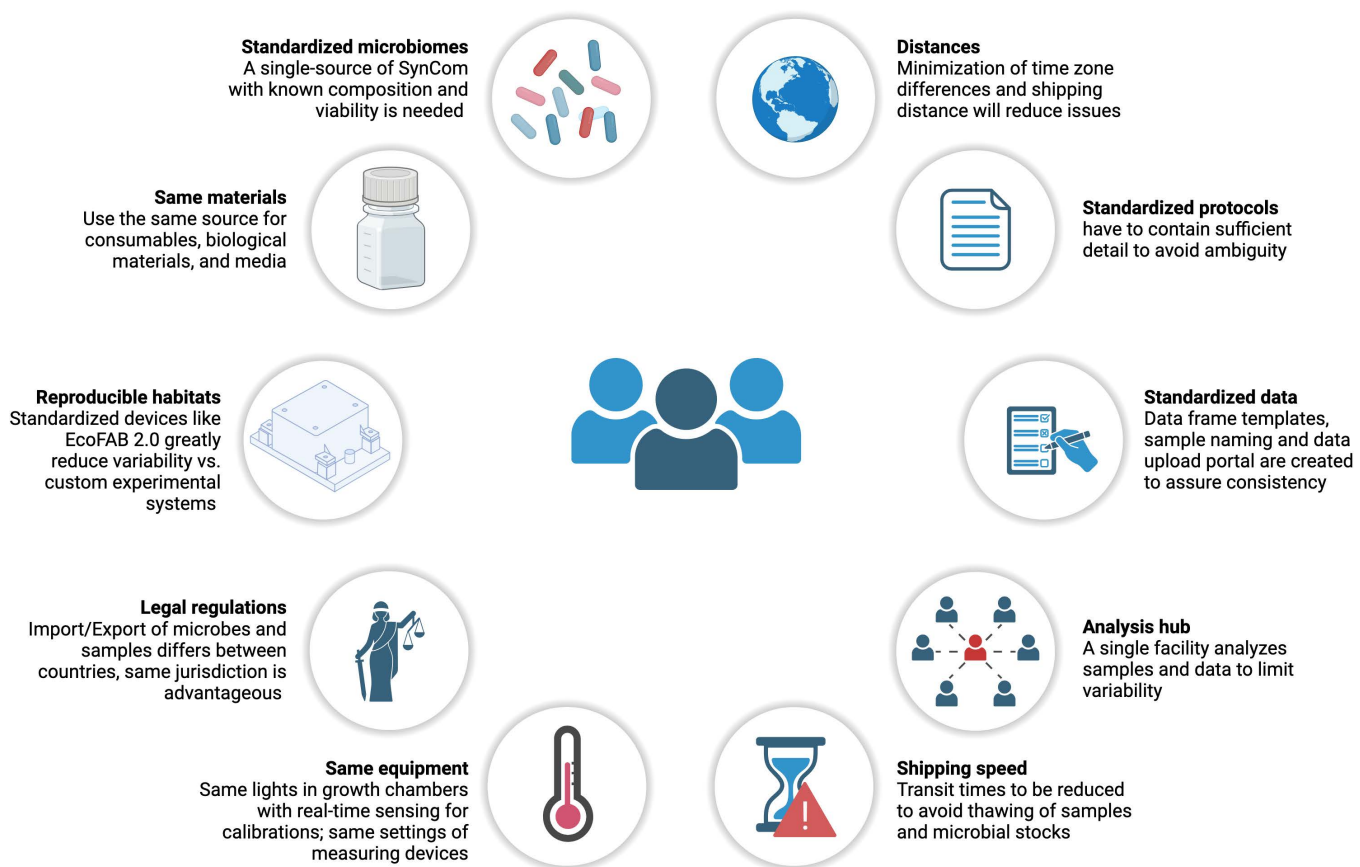 Standardized microbiomes
A single-source of SynCom
with known composition and
viability is needed
Distances
Minimization of time zone
differences and shipping
distance will reduce issues
Same materials
Use the same source for
consumables, biological
materials, and media
Standardized protocols
have to contain sufficient
detail to avoid ambiguity
Reproducible habitats
Standardized devices like
EcoFAB 2.0 greatly
reduce variability vs.
custom experimental
systems
Standardized data
Data frame templates,
sample naming and data
upload portal are created
to assure consistency
Legal regulations
Import/Export of microbes and
samples differs between
countries, same jurisdiction is
advantageous
Analysis hub
A single facility analyzes
samples and data to limit
variability
Same equipment
Same lights in growth chambers
with real-time sensing for
calibrations; same settings of
measuring devices
Shipping speed
Transit times to be reduced
to avoid thawing of samples
and microbial stocks